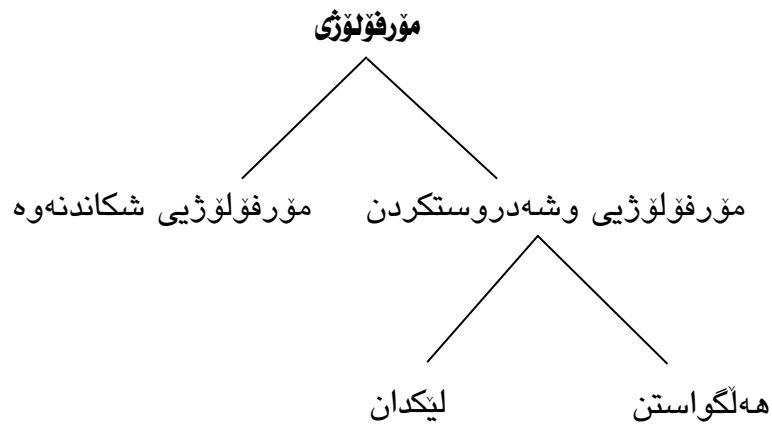 مۆرفۆلۆژی
مۆرفۆلۆژیی وشەدروستکردن مۆرفۆلۆژیی شکاندنەوە
هەڵگواستن لێکدان